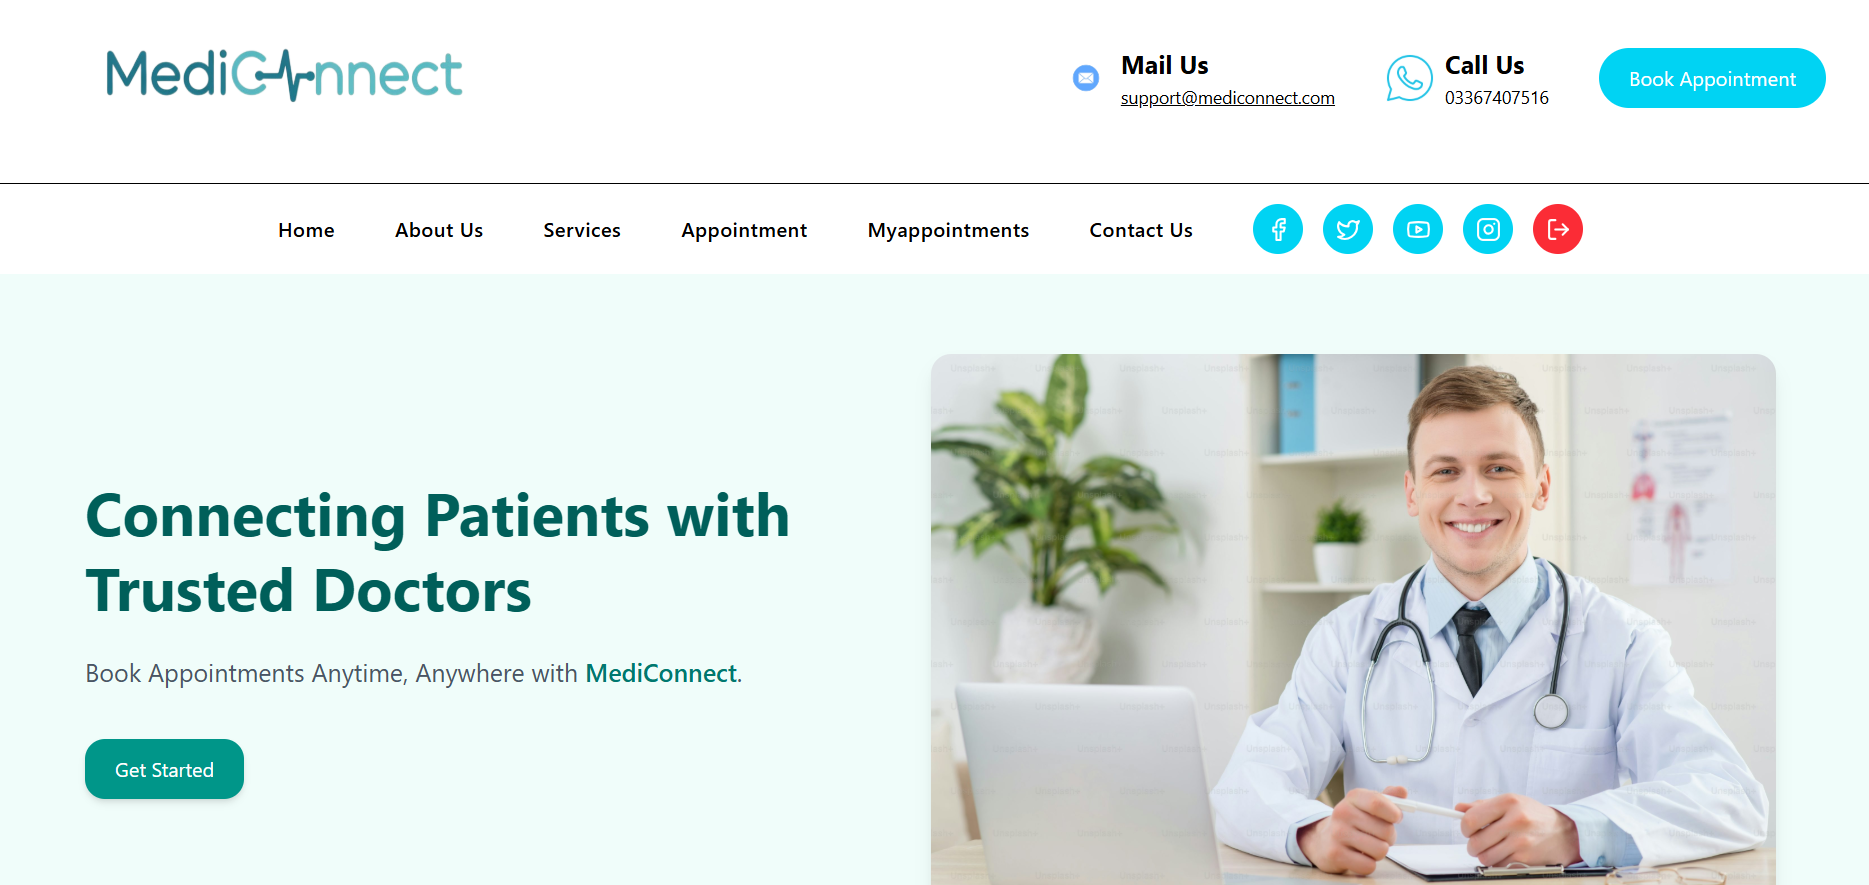 MediConnect
Mail Us
support@mediconnect.com
Call Us
03367407516
Book Appointment
Home
About Us
Services
Appointment
Myappointments
Contact Us
Connecting Patients with
Trusted Doctors
Book Appointments Anytime, Anywhere with MediConnect.
Get Started
Unsplash+